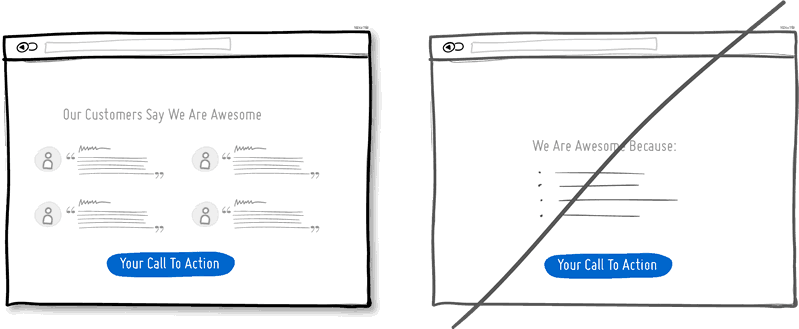 Our Customers Say We Are Awesome
Your Call To Action
We Are Awesome Because:
Your Call To Action